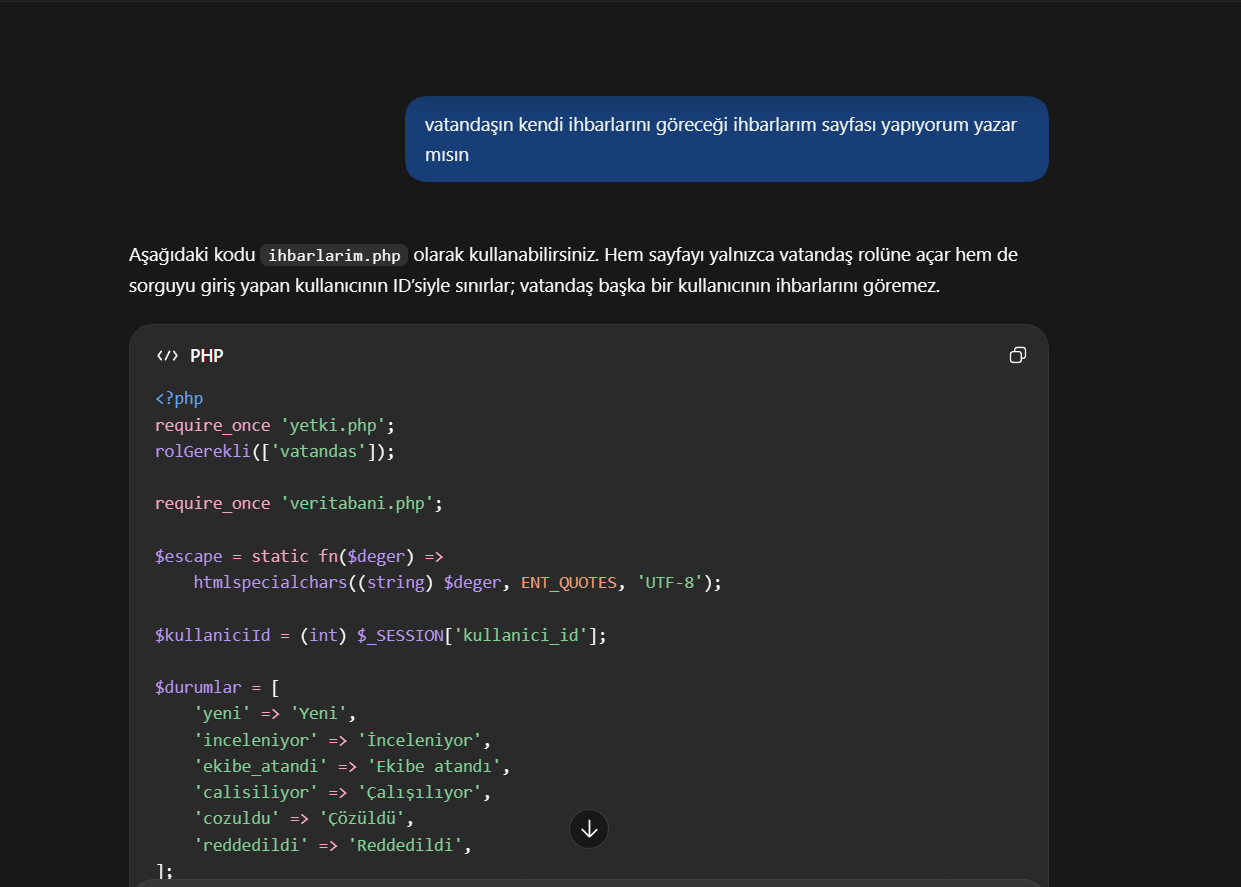 vatandaşın kendi ihbarlarını göreceği ihbarlarım sayfası yapıyorum yazar
mısın
Aşağıdaki kodu ihbarlarim.php olarak kullanabilirsiniz. Hem sayfayı yalnızca vatandaş rolüne açar hem de
sorguyu giriş yapan kullanıcının ID’siyle sınırlar; vatandaş başka bir kullanıcının ihbarlarını göremez.
</> PHP
<?php
require_once 'yetki.php';
rolGerekli(['vatandas']);
require_once 'veritabani.php';
$escape = static fn($deger) =>
    htmlspecialchars((string) $deger, ENT_QUOTES, 'UTF-8');
$kullaniciId = (int) $_SESSION['kullanici_id'];
$durumlar = [
    'yeni' => 'Yeni',
    'inceleniyor' => 'İnceleniyor',
    'ekibe_atandi' => 'Ekibe atandı',
    'calisiliyor' => 'Çalışılıyor',
    'cozuldu' => 'Çözüldü',
    'reddedildi' => 'Reddedildi',
];